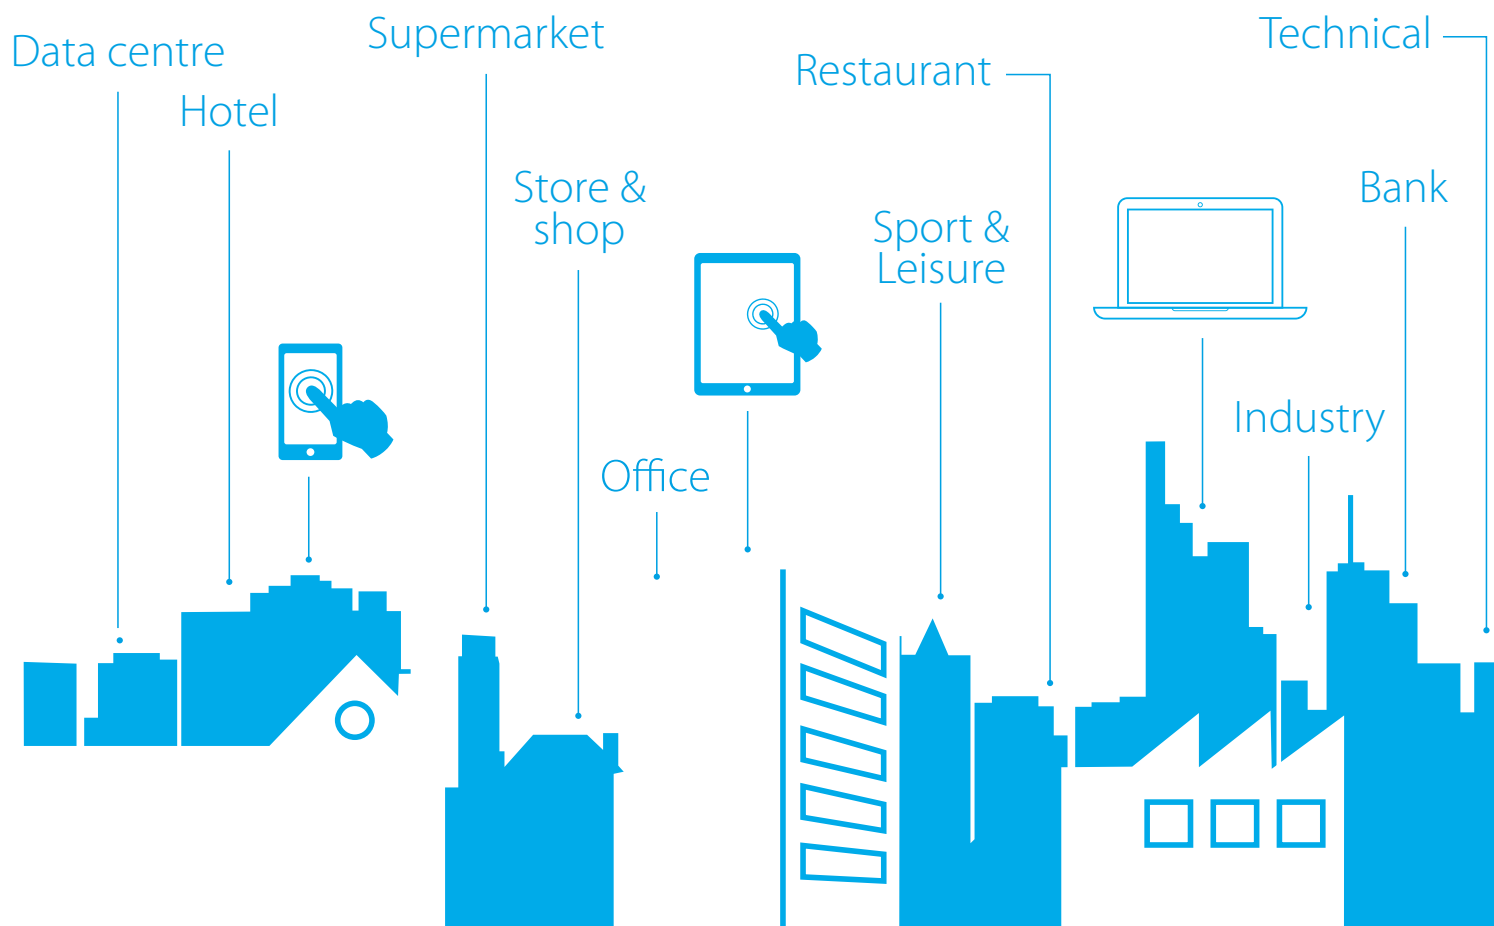 Data centre
Hotel
Supermarket
Store &
shop
Office
Restaurant
Sport &
Leisure
Technical
Bank
Industry